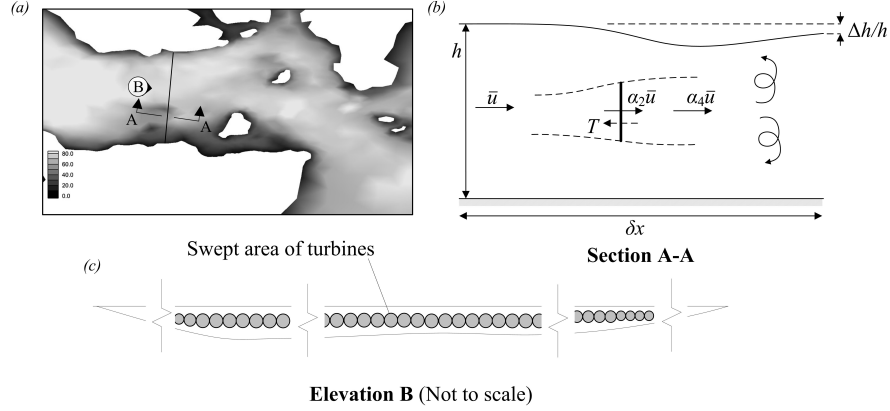 (a)
B
A
A
80.0
60.0
40.0
20.0
0.0
(b)
Δh/h
h
ū
α₂ū
α₄ū
T
δx
Section A-A
Swept area of turbines
(c)
Elevation B (Not to scale)